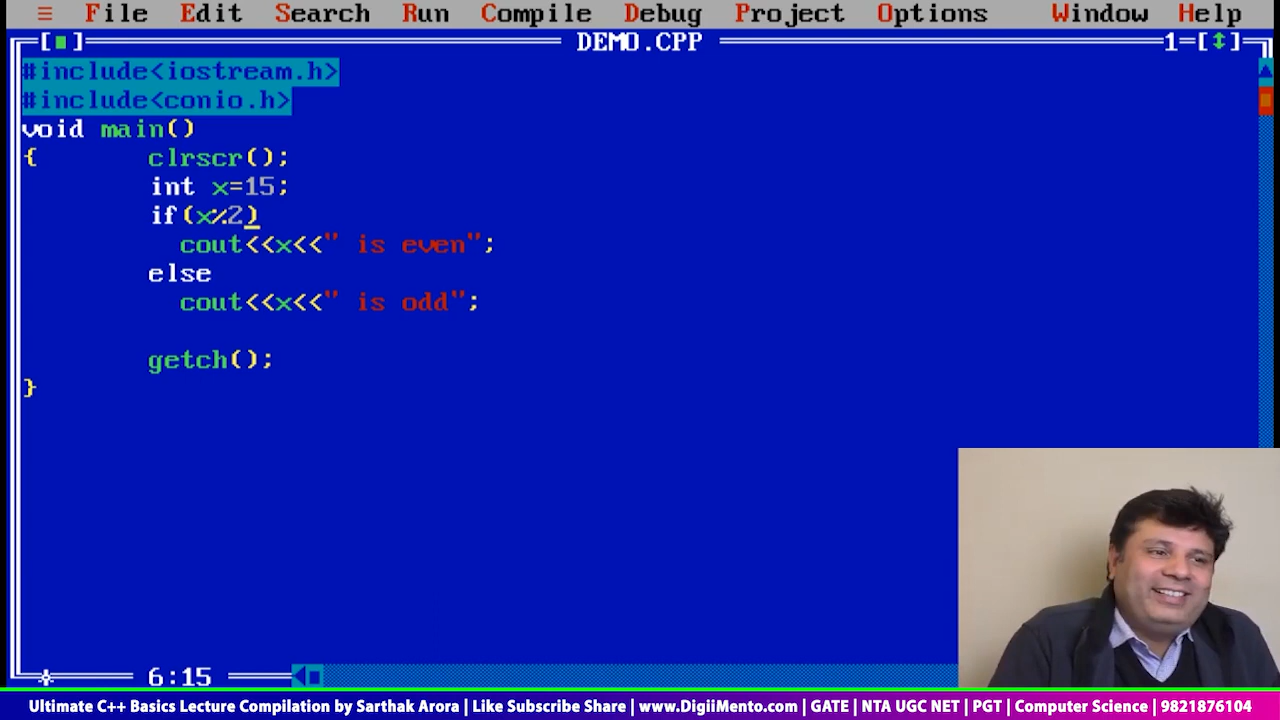 ≡ File Edit Search Run Compile Debug Project Options Window Help
[■] DEMO.CPP 1=[↕]
#include<iostream.h>
#include<conio.h>
void main()
{ clrscr();
int x=15;
if(x%2)
cout<<x<<" is even";
else
cout<<x<<" is odd";
getch();
}
6:15
Ultimate C++ Basics Lecture Compilation by Sarthak Arora | Like Subscribe Share | www.DigiiMento.com | GATE | NTA UGC NET | PGT | Computer Science | 9821876104